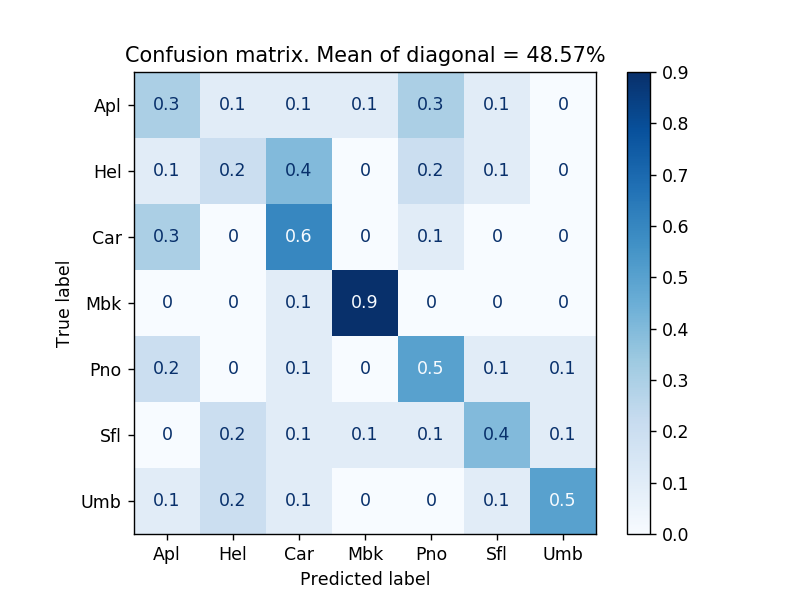 Confusion matrix. Mean of diagonal = 48.57%
True label
Apl 0.3 0.1 0.1 0.1 0.3 0.1 0
Hel 0.1 0.2 0.4 0 0.2 0.1 0
Car 0.3 0 0.6 0 0.1 0 0
Mbk 0 0 0.1 0.9 0 0 0
Pno 0.2 0 0.1 0 0.5 0.1 0.1
Sfl 0 0.2 0.1 0.1 0.1 0.4 0.1
Umb 0.1 0.2 0.1 0 0 0.1 0.5
Apl Hel Car Mbk Pno Sfl Umb
Predicted label
0.9
0.8
0.7
0.6
0.5
0.4
0.3
0.2
0.1
0.0